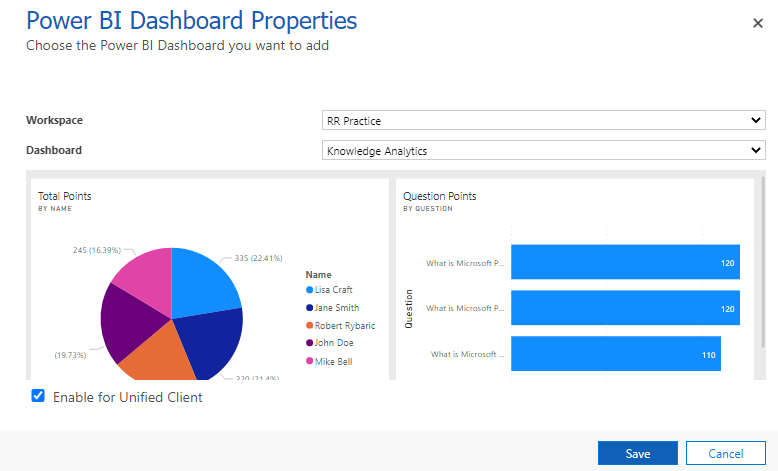 Power BI Dashboard Properties
Choose the Power BI Dashboard you want to add
Workspace
RR Practice
Dashboard
Knowledge Analytics
Total Points
BY NAME
245 (16.39%)
335 (22.41%)
(19.73%)
320 (21.4%)
Name
Lisa Craft
Jane Smith
Robert Rybaric
John Doe
Mike Bell
Question Points
BY QUESTION
Question
What is Microsoft P... 120
What is Microsoft P... 120
What is Microsoft ... 110
Enable for Unified Client
Save
Cancel